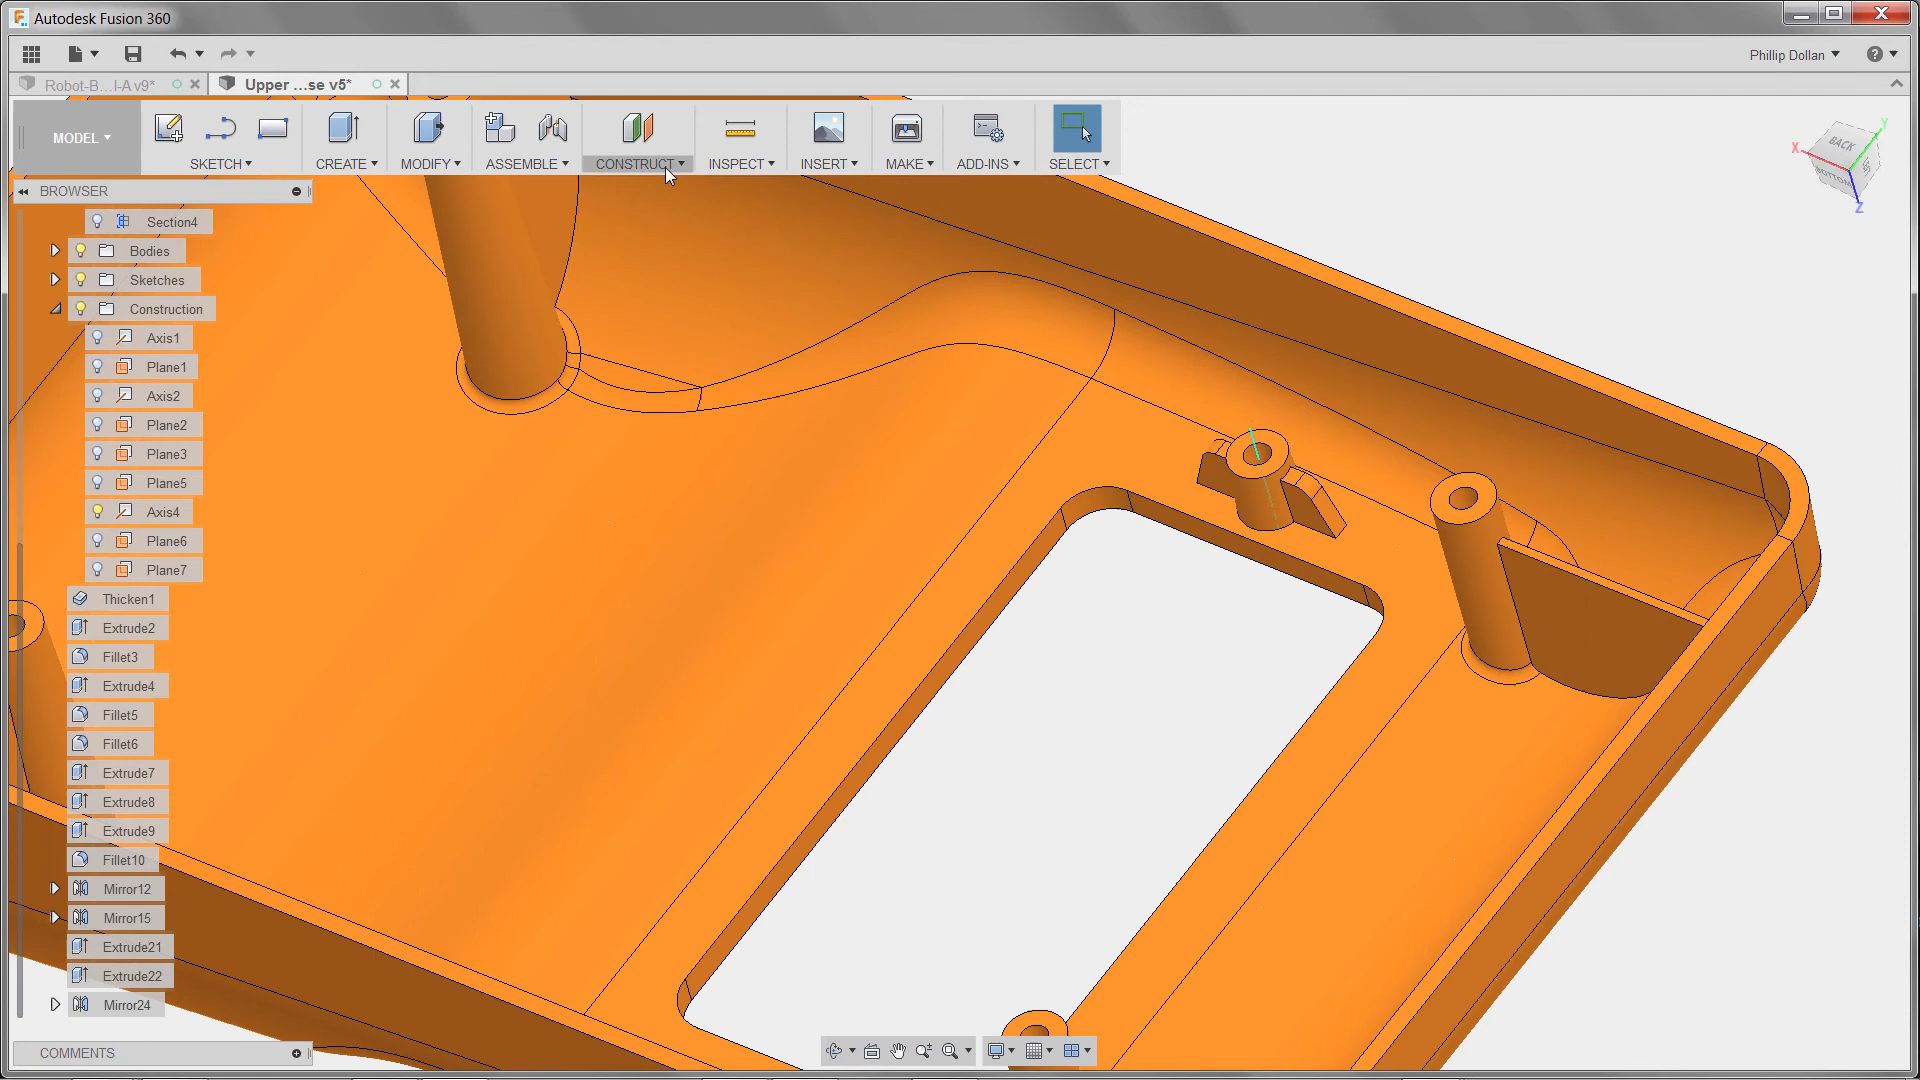 Autodesk Fusion 360
Phillip Dollan
Robot-B...l-A v9*
Upper ...se v5*
MODEL
SKETCH
CREATE
MODIFY
ASSEMBLE
CONSTRUCT
INSPECT
INSERT
MAKE
ADD-INS
SELECT
BROWSER
Section4
Bodies
Sketches
Construction
Axis1
Plane1
Axis2
Plane2
Plane3
Plane5
Axis4
Plane6
Plane7
Thicken1
Extrude2
Fillet3
Extrude4
Fillet5
Fillet6
Extrude7
Extrude8
Extrude9
Fillet10
Mirror12
Mirror15
Extrude21
Extrude22
Mirror24
COMMENTS
Y
X
BACK
BOTTOM
Z